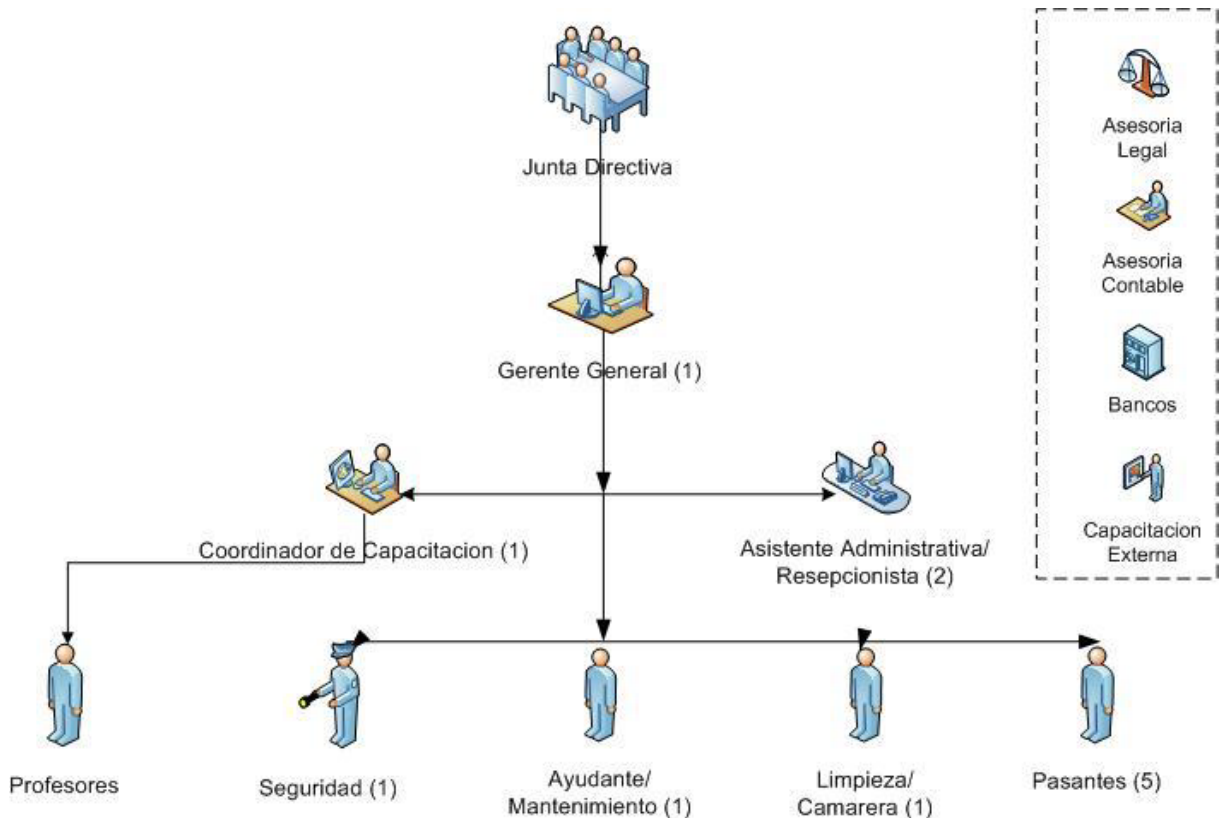 Junta Directiva
Gerente General (1)
Coordinador de Capacitacion (1)
Asistente Administrativa/
Resepcionista (2)
Profesores
Seguridad (1)
Ayudante/
Mantenimiento (1)
Limpieza/
Camarera (1)
Pasantes (5)
Asesoria
Legal
Asesoria
Contable
Bancos
Capacitacion
Externa